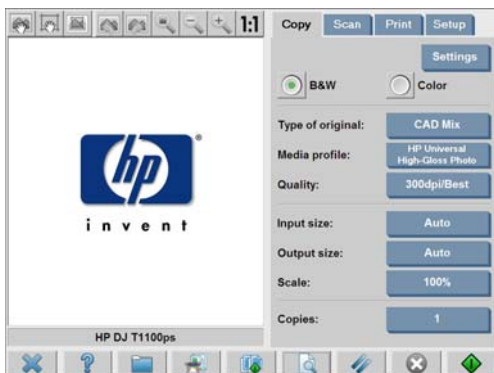 1:1
Copy Scan Print Setup
Settings
B&W Color
Type of original: CAD Mix
Media profile: HP Universal
High-Gloss Photo
Quality: 300dpi/Best
hp
invent
Input size: Auto
Output size: Auto
Scale: 100%
Copies: 1
HP DJ T1100ps
?